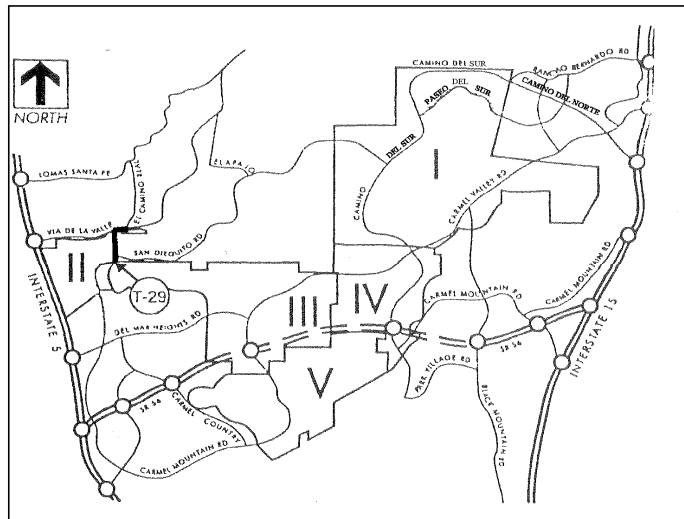 NORTH
CAMINO DEL SUR
RANCHO BERNARDO RD
PASEO DEL SUR
CAMINO DEL NORTE
LOMAS SANTA FE
EL CAMINO REAL
EL APAJO
CAMINO DEL SUR
I
CARMEL VALLEY RD
VIA DE LA VALLE
SAN DIEGUITO RD
II
T-29
INTERSTATE 5
DEL MAR HEIGHTS RD
III
IV
CARMEL MOUNTAIN RD
CARMEL MOUNTAIN RD
INTERSTATE 15
SR 56
V
PARK VILLAGE RD
BLACK MOUNTAIN RD
SR 56
CARMEL COUNTRY
CARMEL MOUNTAIN RD